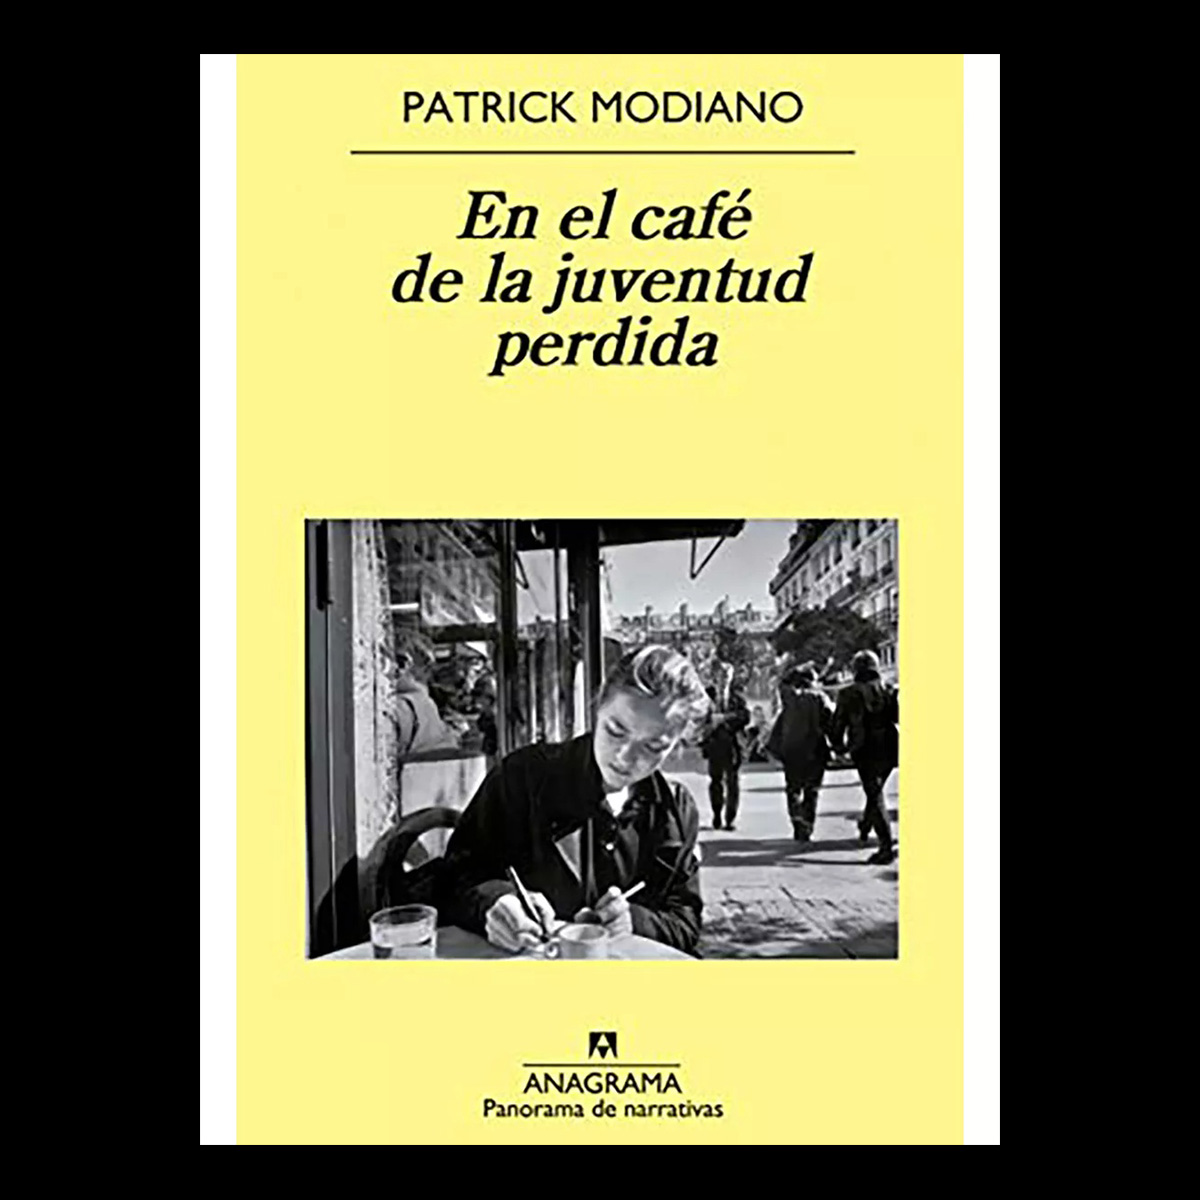 PATRICK MODIANO
En el café
de la juventud
perdida
ANAGRAMA
Panorama de narrativas